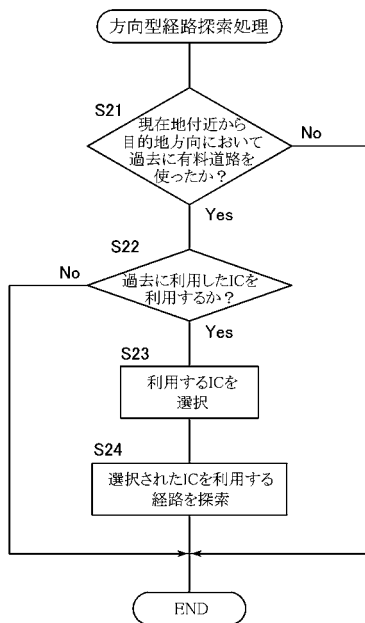 方向型経路探索処理
S21
現在地付近から
目的地方向において
過去に有料道路を
使ったか？
No
Yes
S22
No
過去に利用したICを
利用するか？
Yes
S23
利用するICを
選択
S24
選択されたICを利用する
経路を探索
END